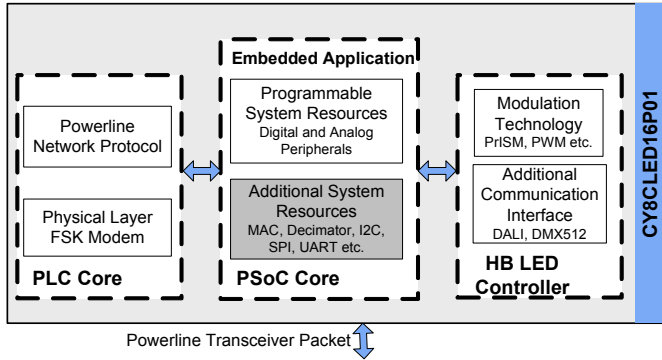 Embedded Application
Powerline
Network Protocol
Physical Layer
FSK Modem
PLC Core
Programmable
System Resources
Digital and Analog
Peripherals
Additional System
Resources
MAC, Decimator, I2C,
SPI, UART etc.
PSoC Core
Modulation
Technology
PrISM, PWM etc.
Additional
Communication
Interface
DALI, DMX512
HB LED
Controller
CY8CLED16P01
Powerline Transceiver Packet